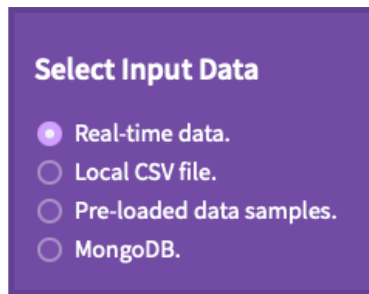 Select Input Data
Real-time data.
Local CSV file.
Pre-loaded data samples.
MongoDB.